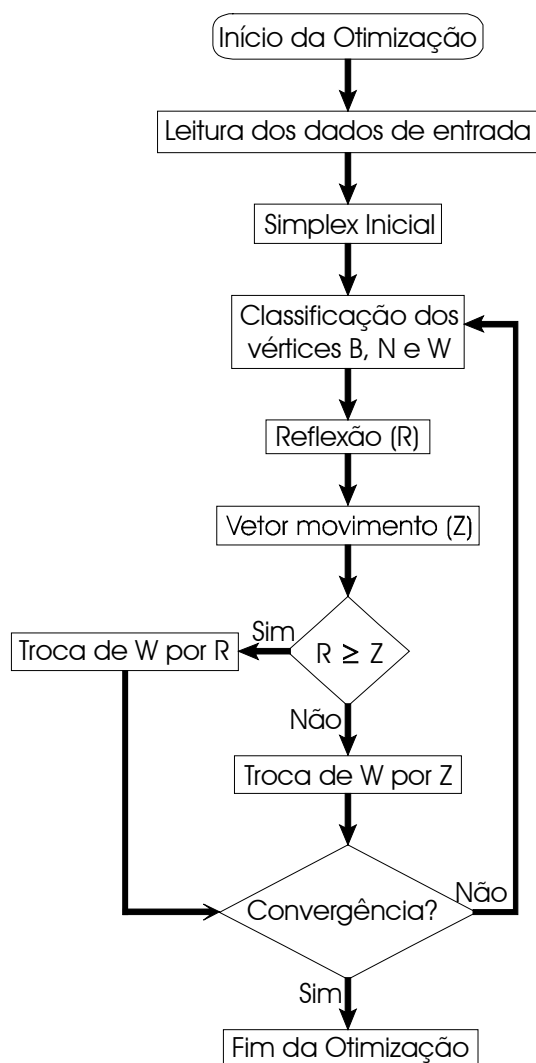 Início da Otimização
Leitura dos dados de entrada
Simplex Inicial
Classificação dos
vértices B, N e W
Reflexão (R)
Vetor movimento (Z)
Sim
Troca de W por R
R ≥ Z
Não
Troca de W por Z
Não
Convergência?
Sim
Fim da Otimização